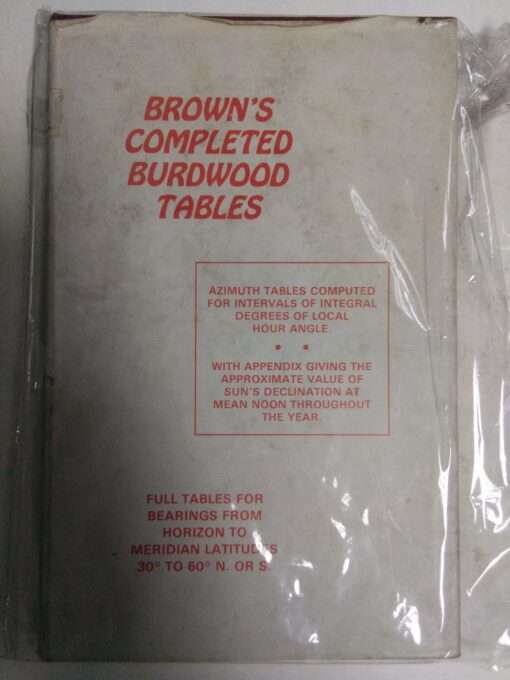 BROWN'S
COMPLETED
BURDWOOD
TABLES
AZIMUTH TABLES COMPUTED
FOR INTERVALS OF INTEGRAL
DEGREES OF LOCAL
HOUR ANGLE
• •
WITH APPENDIX GIVING THE
APPROXIMATE VALUE OF
SUN'S DECLINATION AT
MEAN NOON THROUGHOUT
THE YEAR.
FULL TABLES FOR
BEARINGS FROM
HORIZON TO
MERIDIAN LATITUDES
30° TO 60° N. OR S.